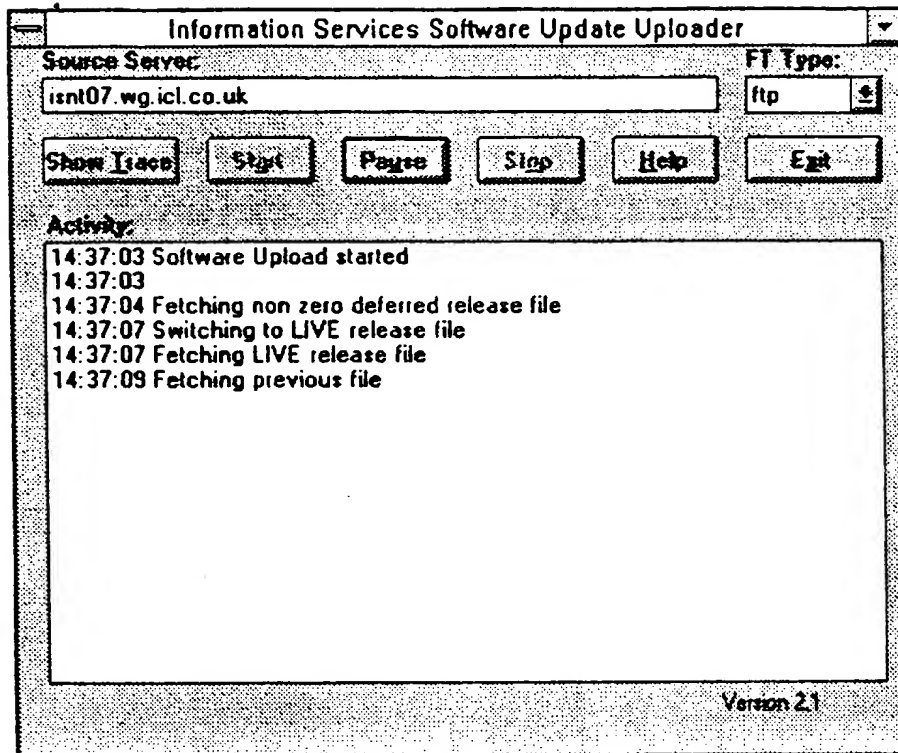 Information Services Software Update Uploader
Source Server: FT Type:
isnt07.wg.icl.co.uk ftp
Show Trace Start Pause Stop Help Exit
Activity:
14:37:03 Software Upload started
14:37:03
14:37:04 Fetching non zero deferred release file
14:37:07 Switching to LIVE release file
14:37:07 Fetching LIVE release file
14:37:09 Fetching previous file
Version 2.1